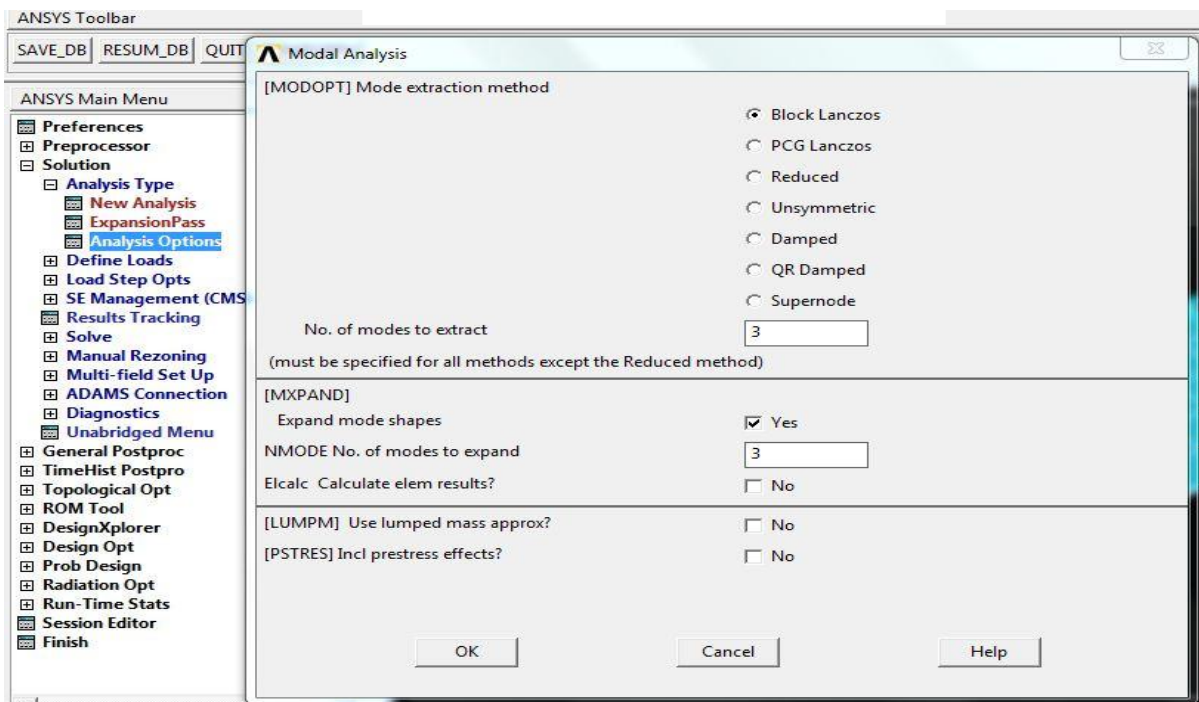 ANSYS Toolbar
SAVE_DB RESUM_DB QUIT
ANSYS Main Menu
Preferences
Preprocessor
Solution
Analysis Type
New Analysis
ExpansionPass
Analysis Options
Define Loads
Load Step Opts
SE Management (CMS
Results Tracking
Solve
Manual Rezoning
Multi-field Set Up
ADAMS Connection
Diagnostics
Unabridged Menu
General Postproc
TimeHist Postpro
Topological Opt
ROM Tool
DesignXplorer
Design Opt
Prob Design
Radiation Opt
Run-Time Stats
Session Editor
Finish
Modal Analysis
[MODOPT] Mode extraction method
Block Lanczos
PCG Lanczos
Reduced
Unsymmetric
Damped
QR Damped
Supernode
No. of modes to extract 3
(must be specified for all methods except the Reduced method)
[MXPAND]
Expand mode shapes Yes
NMODE No. of modes to expand 3
Elcalc Calculate elem results? No
[LUMPM] Use lumped mass approx? No
[PSTRES] Incl prestress effects? No
OK Cancel Help